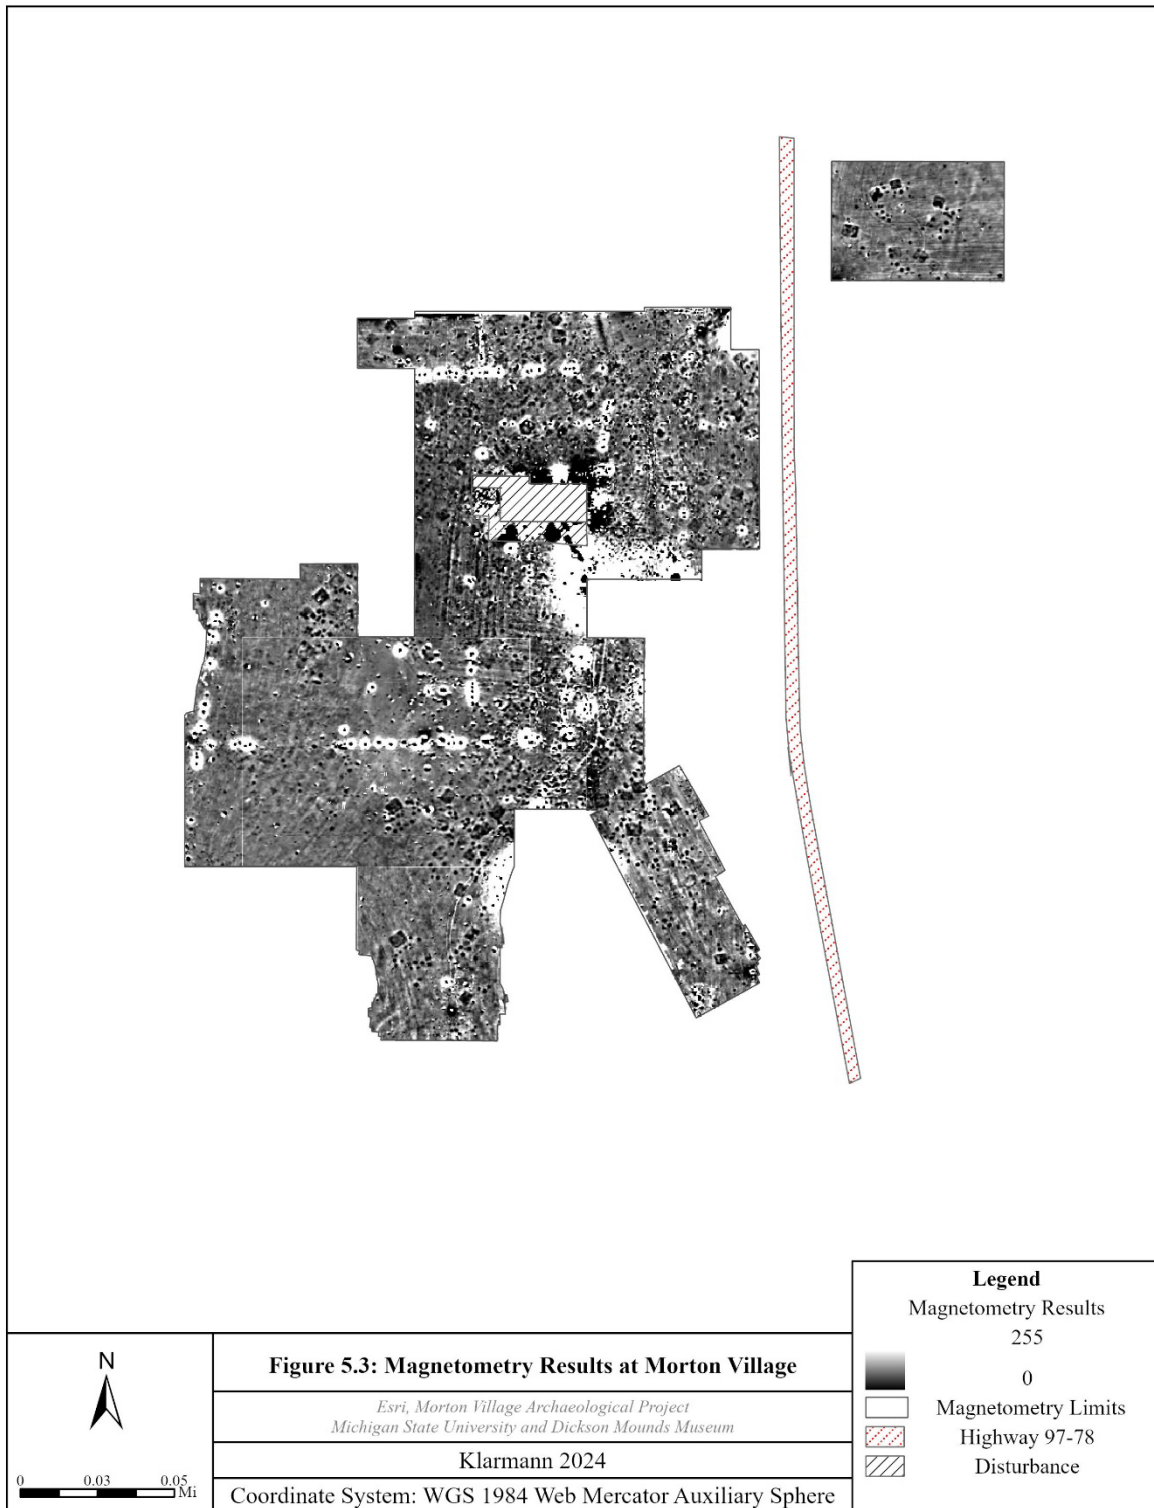 Legend
Magnetometry Results
255
0
Magnetometry Limits
Highway 97-78
Disturbance
N
0 0.03 0.05 Mi
Figure 5.3: Magnetometry Results at Morton Village
Esri, Morton Village Archaeological Project
Michigan State University and Dickson Mounds Museum
Klarmann 2024
Coordinate System: WGS 1984 Web Mercator Auxiliary Sphere